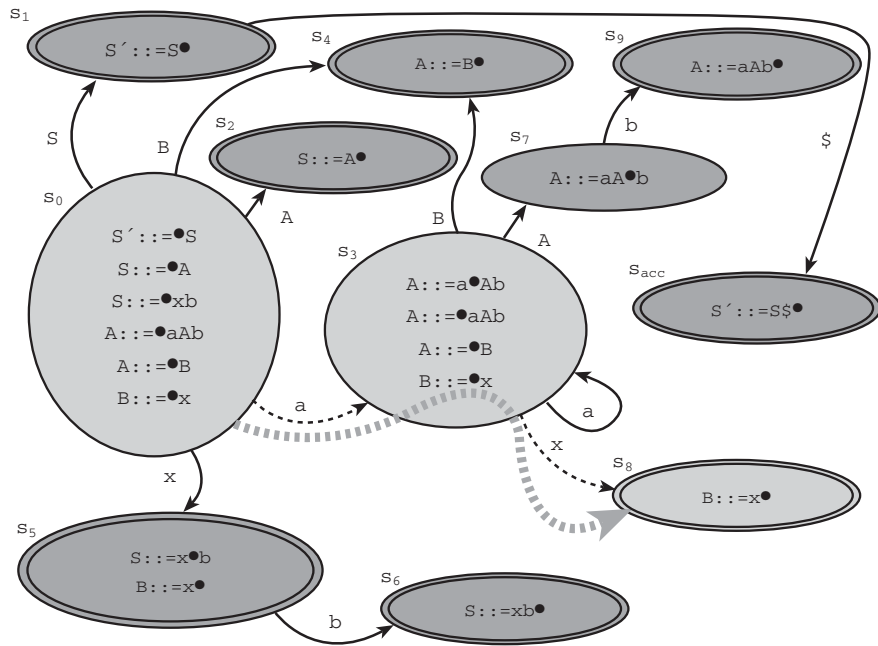 s1
S´::=S●
s4
A::=B●
s9
A::=aAb●
S
B
s2
S::=A●
s7
b
A::=aA●b
$
s0
A
B
A
S´::=●S
S::=●A
S::=●xb
A::=●aAb
A::=●B
B::=●x
s3
A::=a●Ab
A::=●aAb
A::=●B
B::=●x
sacc
S´::=S$●
a
a
x
x
s8
B::=x●
s5
S::=x●b
B::=x●
b
s6
S::=xb●